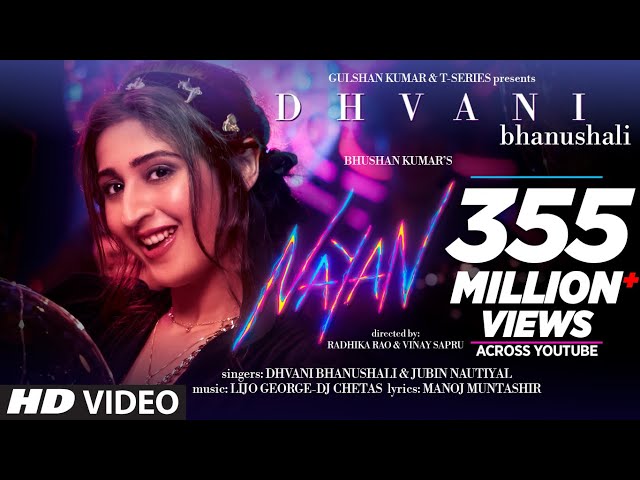 GULSHAN KUMAR & T-SERIES presents
DHVANI
bhanushali
BHUSHAN KUMAR'S
NAYAN
355
MILLION+
VIEWS
ACROSS YOUTUBE
directed by:
RADHIKA RAO & VINAY SAPRU
singers: DHVANI BHANUSHALI & JUBIN NAUTIYAL
music: LIJO GEORGE-DJ CHETAS lyrics: MANOJ MUNTASHIR
HD VIDEO